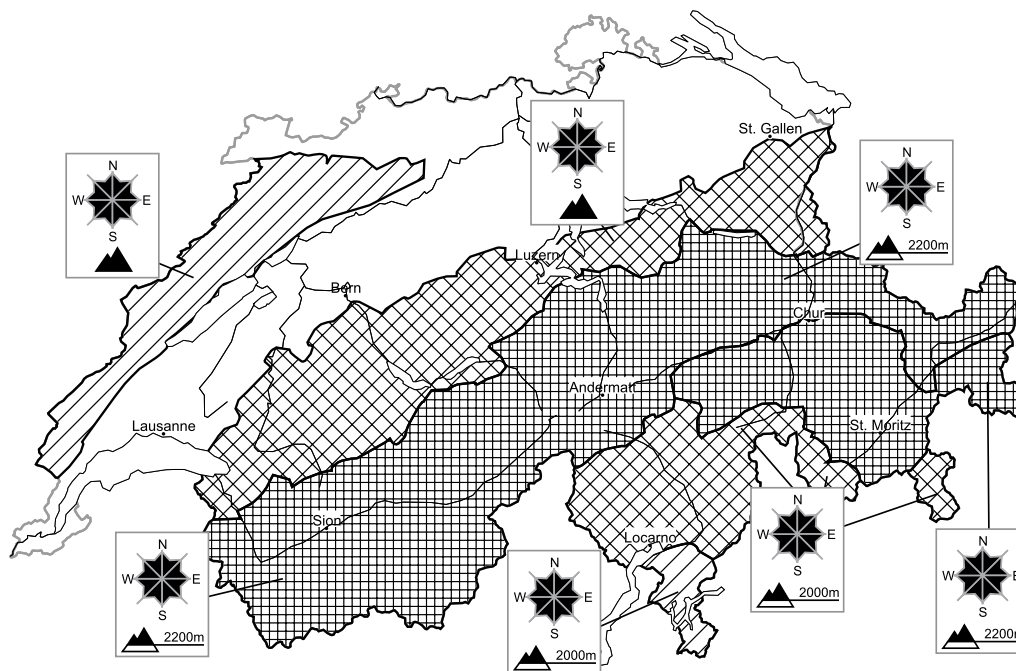 N
W E
S
N
W E
S
St. Gallen
N
W E
S
2200m
Luzern
Bern
Chur
Andermatt
Lausanne
St. Moritz
Sion
Locarno
N
W E
S
2200m
N
W E
S
2000m
N
W E
S
2000m
N
W E
S
2200m